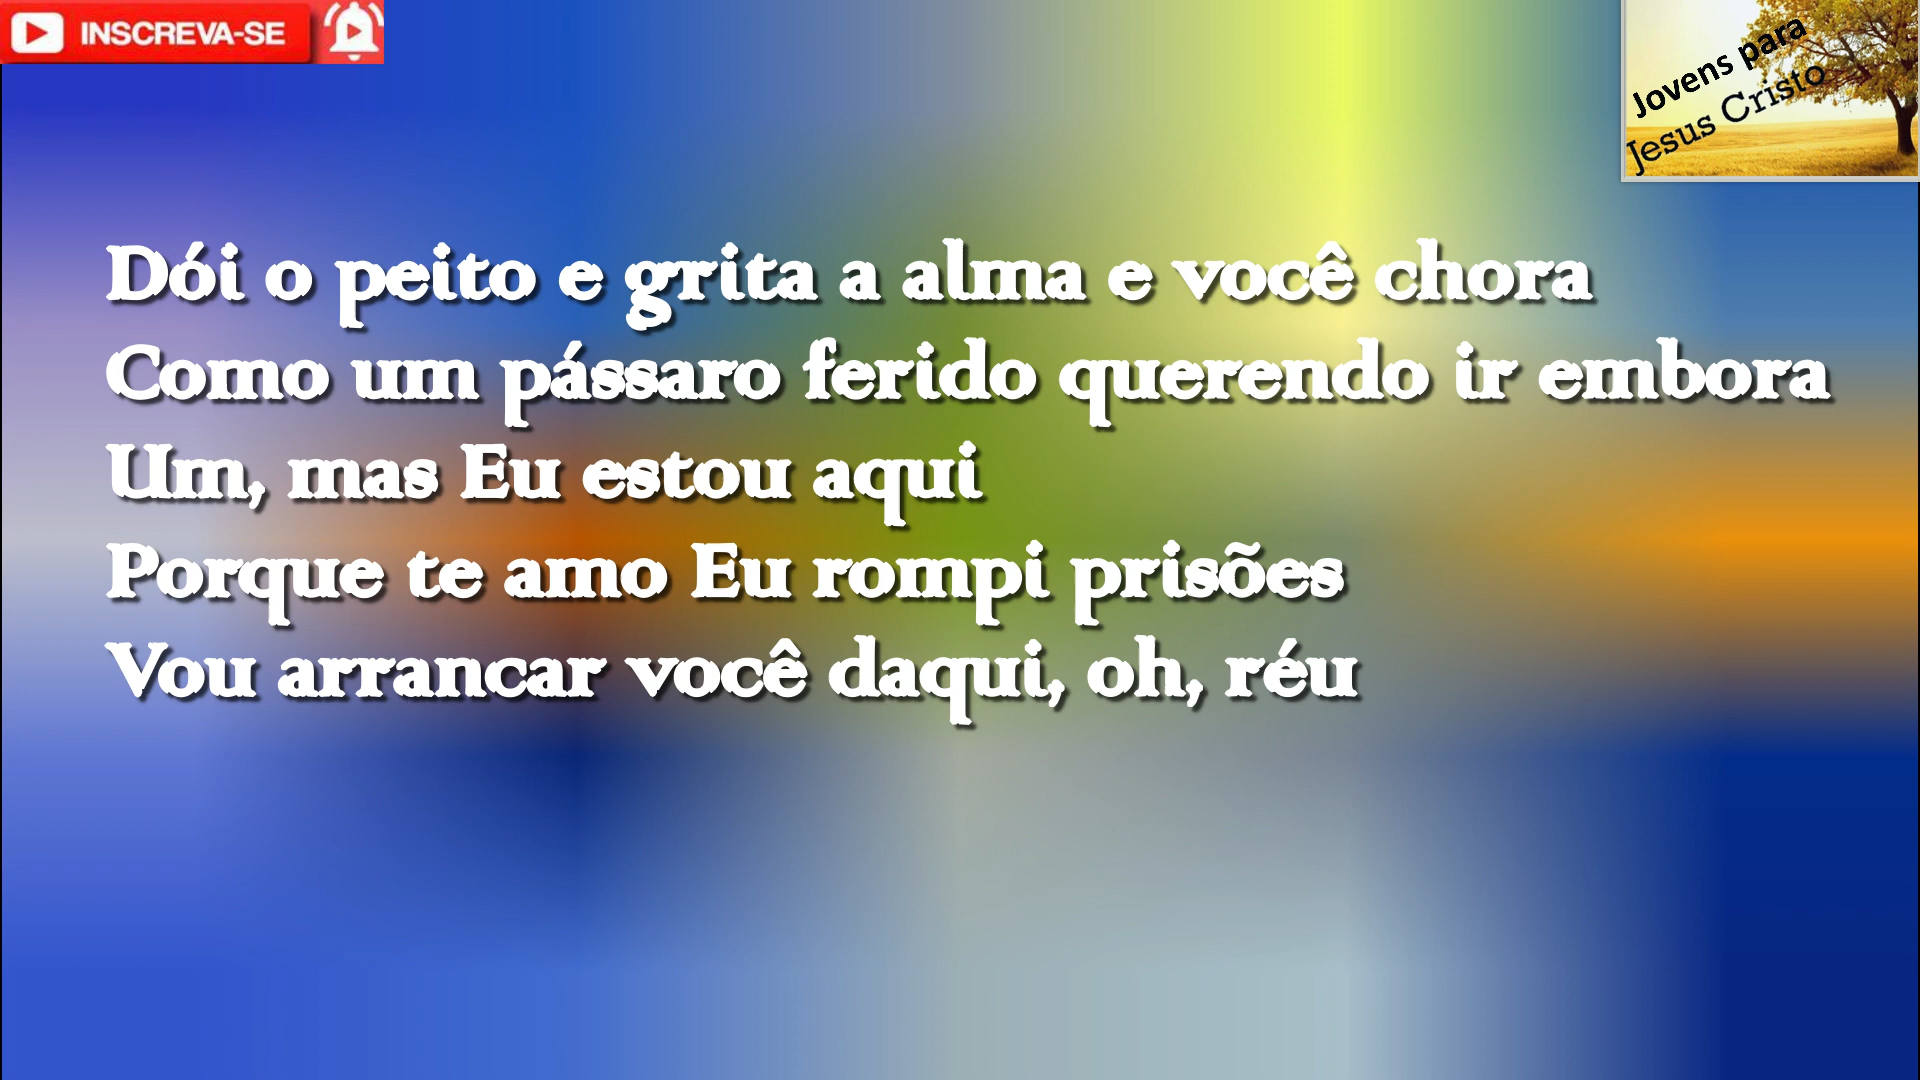 INSCREVA-SE
Jovens para
Jesus Cristo
Dói o peito e grita a alma e você chora
Como um pássaro ferido querendo ir embora
Um, mas Eu estou aqui
Porque te amo Eu rompi prisões
Vou arrancar você daqui, oh, réu